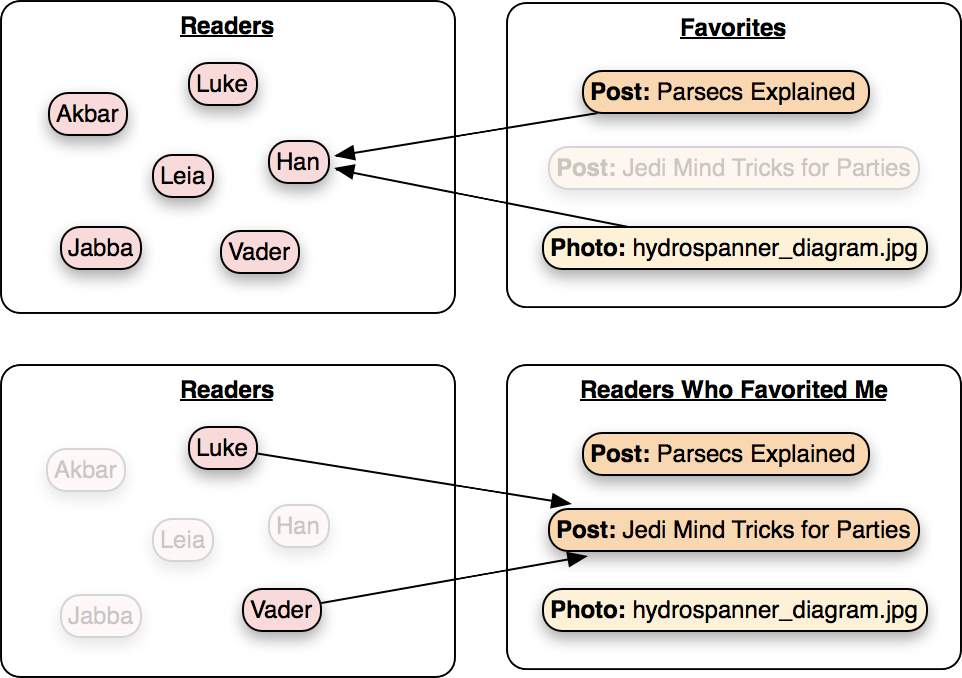 Readers
Luke
Akbar
Han
Leia
Jabba
Vader
Favorites
Post: Parsecs Explained
Post: Jedi Mind Tricks for Parties
Photo: hydrospanner_diagram.jpg
Readers
Luke
Akbar
Han
Leia
Vader
Jabba
Readers Who Favorited Me
Post: Parsecs Explained
Post: Jedi Mind Tricks for Parties
Photo: hydrospanner_diagram.jpg